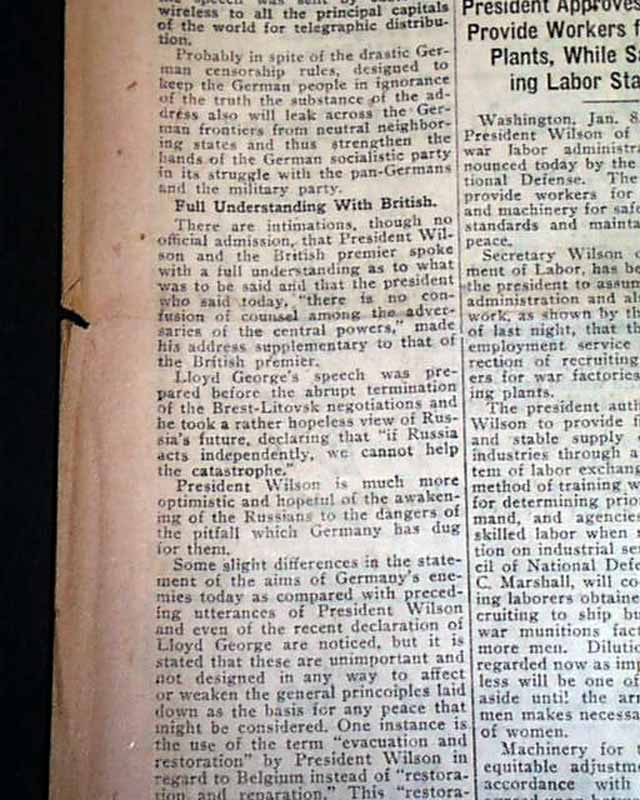 the speech was sent by
wireless to all the principal capitals
of the world for telegraphic distribu-
tion.
Probably in spite of the drastic Ger-
man censorship rules, designed to
keep the German people in ignorance
of the truth the substance of the ad-
dress also will leak across the Ger-
man frontiers from neutral neighbor-
ing states and thus strengthen the
hands of the German socialistic party
in its struggle with the pan-Germans
and the military party.
Full Understanding With British.
There are intimations, though no
official admission, that President Wil-
son and the British premier spoke
with a full understanding as to what
was to be said and that the president
who said today, "there is no con-
fusion of counsel among the adver-
saries of the central powers," made
his address supplementary to that of
the British premier.
Lloyd George's speech was pre-
pared before the abrupt termination
of the Brest-Litovsk negotiations and
he took a rather hopeless view of Rus-
sia's future, declaring that "if Russia
acts independently, we cannot help
the catastrophe."
President Wilson is much more
optimistic and hopeful of the awaken-
ing of the Russians to the dangers of
the pitfall which Germany has dug
for them.
Some slight differences in the state-
ment of the aims of Germany's ene-
mies today as compared with preced-
ing utterances of President Wilson
and even of the recent declaration of
Lloyd George are noticed, but it is
stated that these are unimportant and
not designed in any way to affect
or weaken the general princoiples laid
down as the basis for any peace that
might be considered. One instance is
the use of the term "evacuation and
restoration" by President Wilson in
regard to Belgium instead of "restora-
tion and reparation." This "restora-
President Approves
Provide Workers f
Plants, While Sa
ing Labor Sta
Washington, Jan. 8.
President Wilson of
war labor administra
nounced today by the
tional Defense. The
provide workers for
and machinery for safe
standards and mainta
peace.
Secretary Wilson o
ment of Labor, has be
the president to assum
administration and al
work, as shown by th
of last night, that th
employment service
rection of recruiting
ers for war factories
ing plants.
The president auth
Wilson to provide f
and stable supply
industries through a
tem of labor exchan
method of training w
for determining prio
mand, and agencies
skilled labor when s
tion on industrial se
cil of National Defe
C. Marshall, will co
ing laborers obtaine
cruiting to ship bu
war munitions fact
more men. Dilutio
regarded now as imp
less will be one of
aside until the arr
men makes necessa
of women.
Machinery for t
equitable adjustme
accordance with